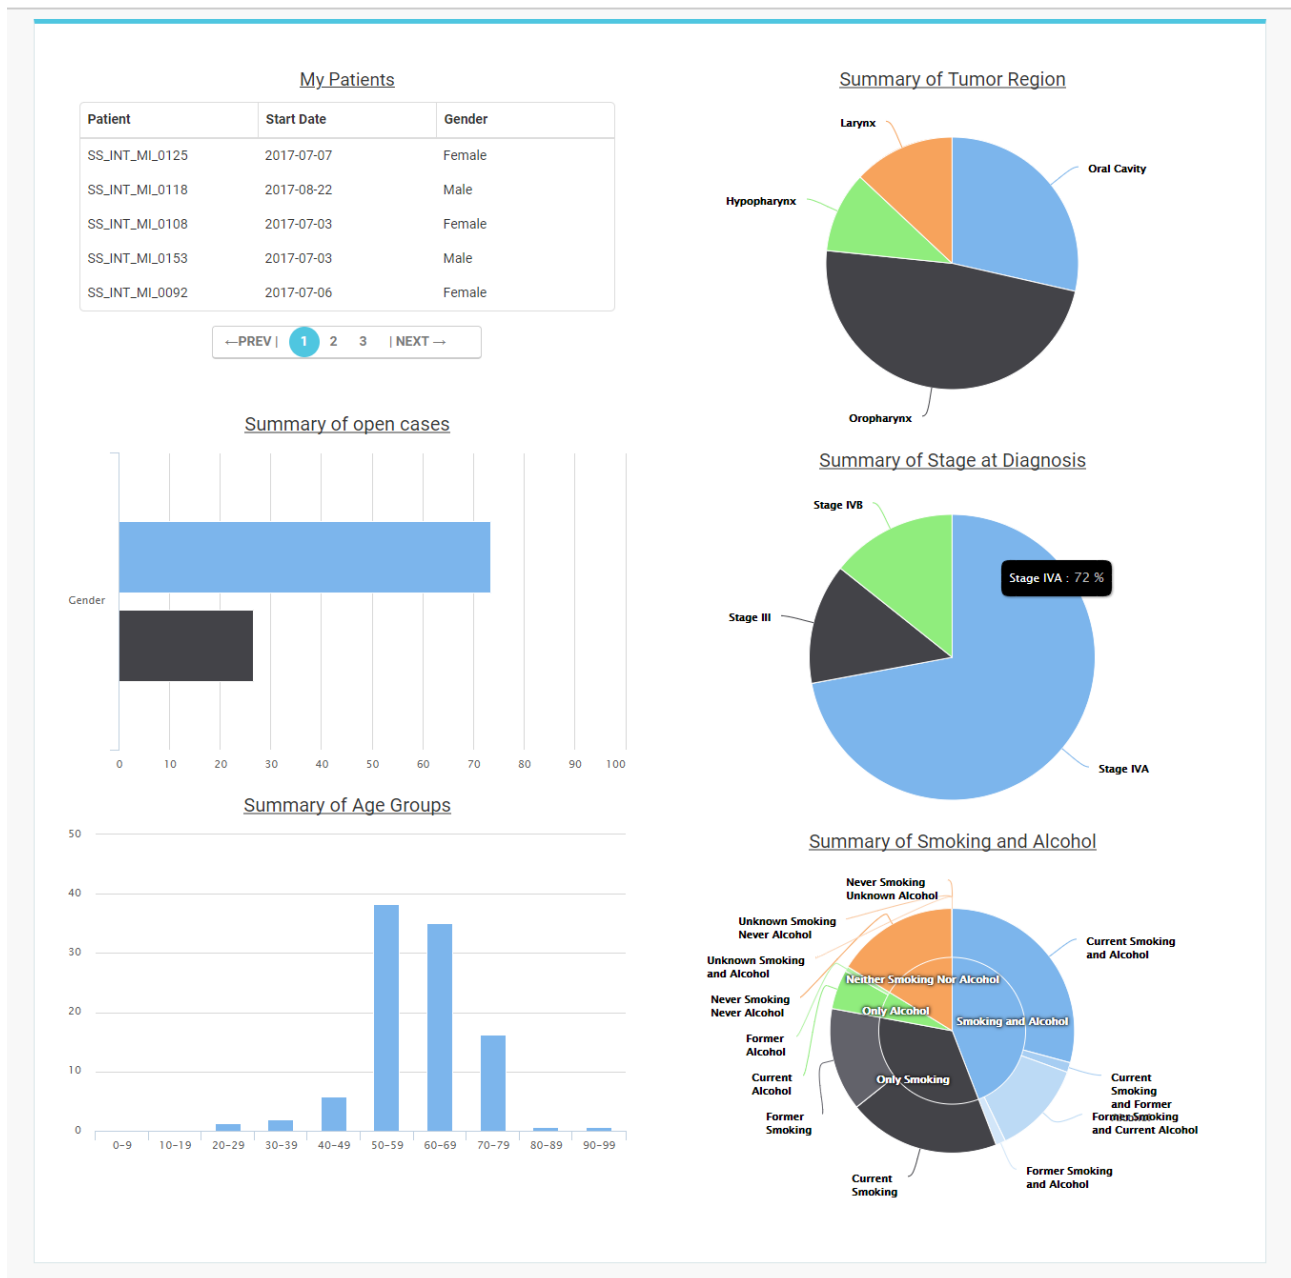 My Patients
Patient Start Date Gender
SS_INT_MI_0125 2017-07-07 Female
SS_INT_MI_0118 2017-08-22 Male
SS_INT_MI_0108 2017-07-03 Female
SS_INT_MI_0153 2017-07-03 Male
SS_INT_MI_0092 2017-07-06 Female
←PREV | 1 2 3 | NEXT →
Summary of open cases
Gender
0 10 20 30 40 50 60 70 80 90 100
Summary of Age Groups
50
40
30
20
10
0
0-9 10-19 20-29 30-39 40-49 50-59 60-69 70-79 80-89 90-99
Summary of Tumor Region
Larynx
Oral Cavity
Hypopharynx
Oropharynx
Summary of Stage at Diagnosis
Stage IVB
Stage IVA : 72 %
Stage III
Stage IVA
Summary of Smoking and Alcohol
Never Smoking
Unknown Alcohol
Unknown Smoking
Never Alcohol
Current Smoking
and Alcohol
Unknown Smoking
and Alcohol
Neither Smoking Nor Alcohol
Never Smoking
Never Alcohol
Only Alcohol
Smoking and Alcohol
Former
Alcohol
Current
Alcohol
Only Smoking
Current
Smoking
and Former
Former Smoking
and Current Alcohol
Former
Smoking
Current
Smoking
Former Smoking
and Alcohol